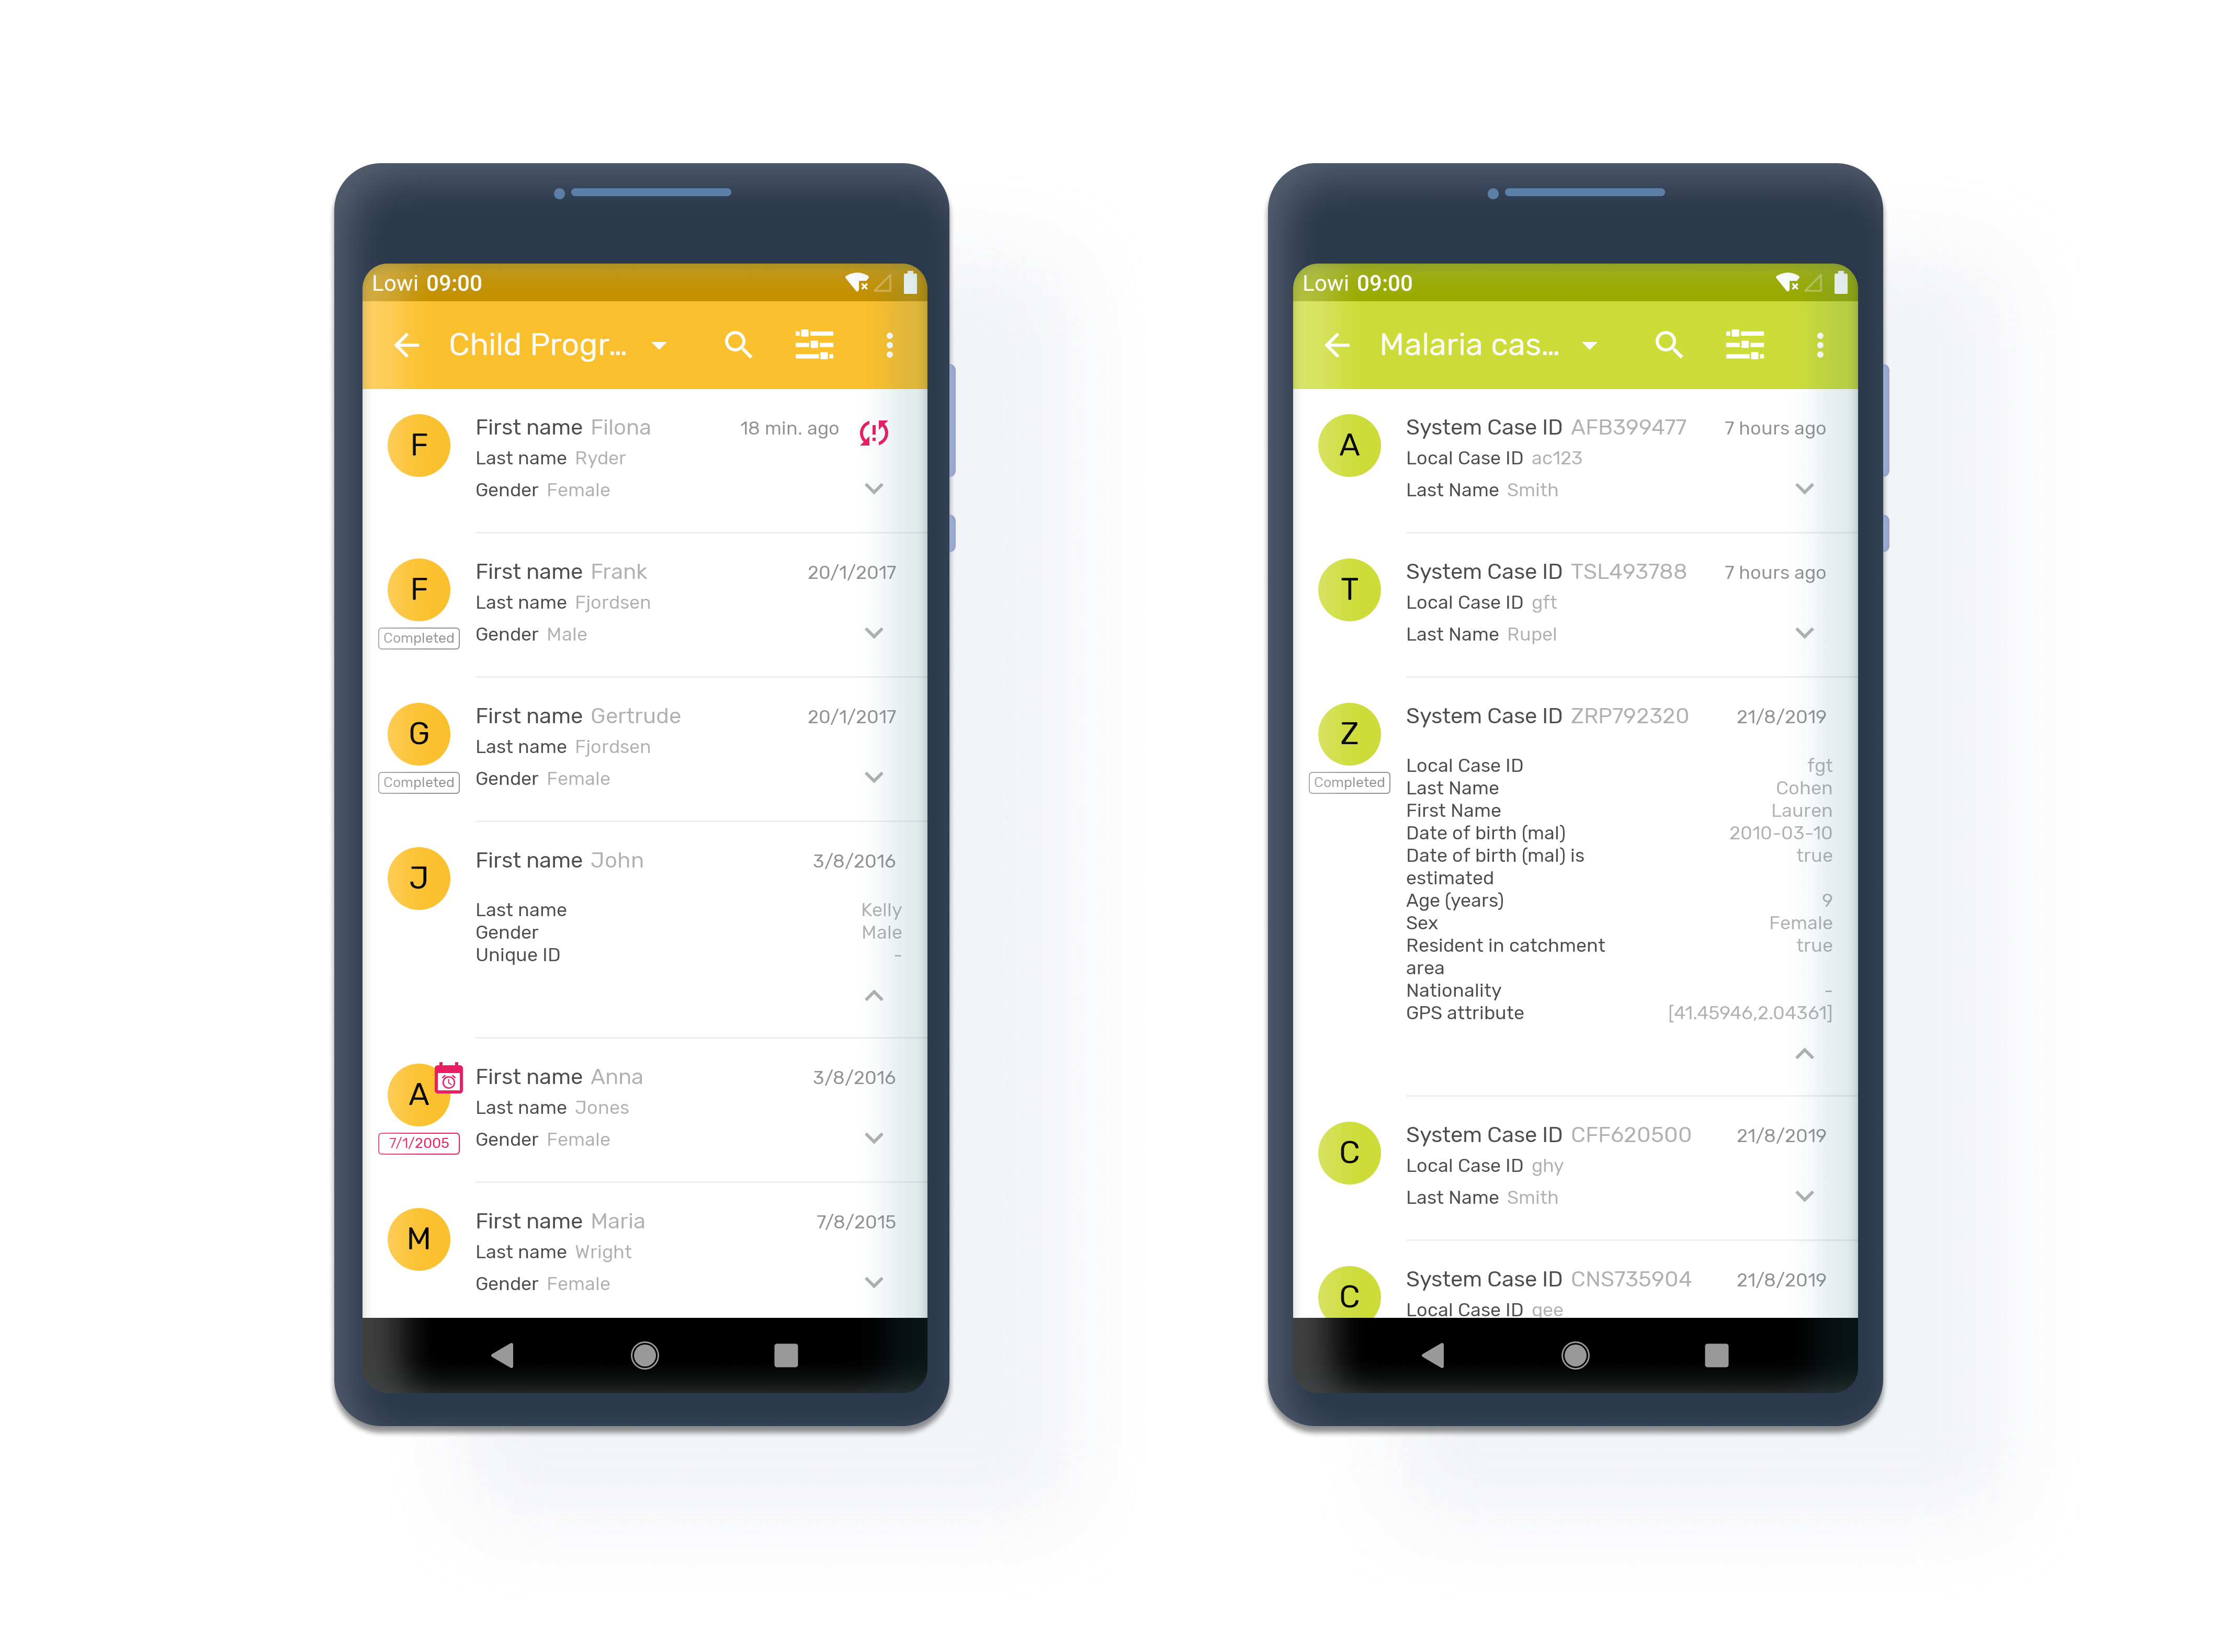 Lowi 09:00
Child Progr...
F
First name Filona 18 min. ago
Last name Ryder
Gender Female
F
First name Frank 20/1/2017
Last name Fjordsen
Completed
Gender Male
G
First name Gertrude 20/1/2017
Last name Fjordsen
Completed
Gender Female
J
First name John 3/8/2016
Last name Kelly
Gender Male
Unique ID -
A
First name Anna 3/8/2016
Last name Jones
7/1/2005
Gender Female
M
First name Maria 7/8/2015
Last name Wright
Gender Female
Lowi 09:00
Malaria cas...
A
System Case ID AFB399477 7 hours ago
Local Case ID ac123
Last Name Smith
T
System Case ID TSL493788 7 hours ago
Local Case ID gft
Last Name Rupel
Z
System Case ID ZRP792320 21/8/2019
Completed
Local Case ID fgt
Last Name Cohen
First Name Lauren
Date of birth (mal) 2010-03-10
Date of birth (mal) is true
estimated
Age (years) 9
Sex Female
Resident in catchment true
area
Nationality -
GPS attribute [41.45946,2.04361]
C
System Case ID CFF620500 21/8/2019
Local Case ID ghy
Last Name Smith
C
System Case ID CNS735904 21/8/2019
Local Case ID